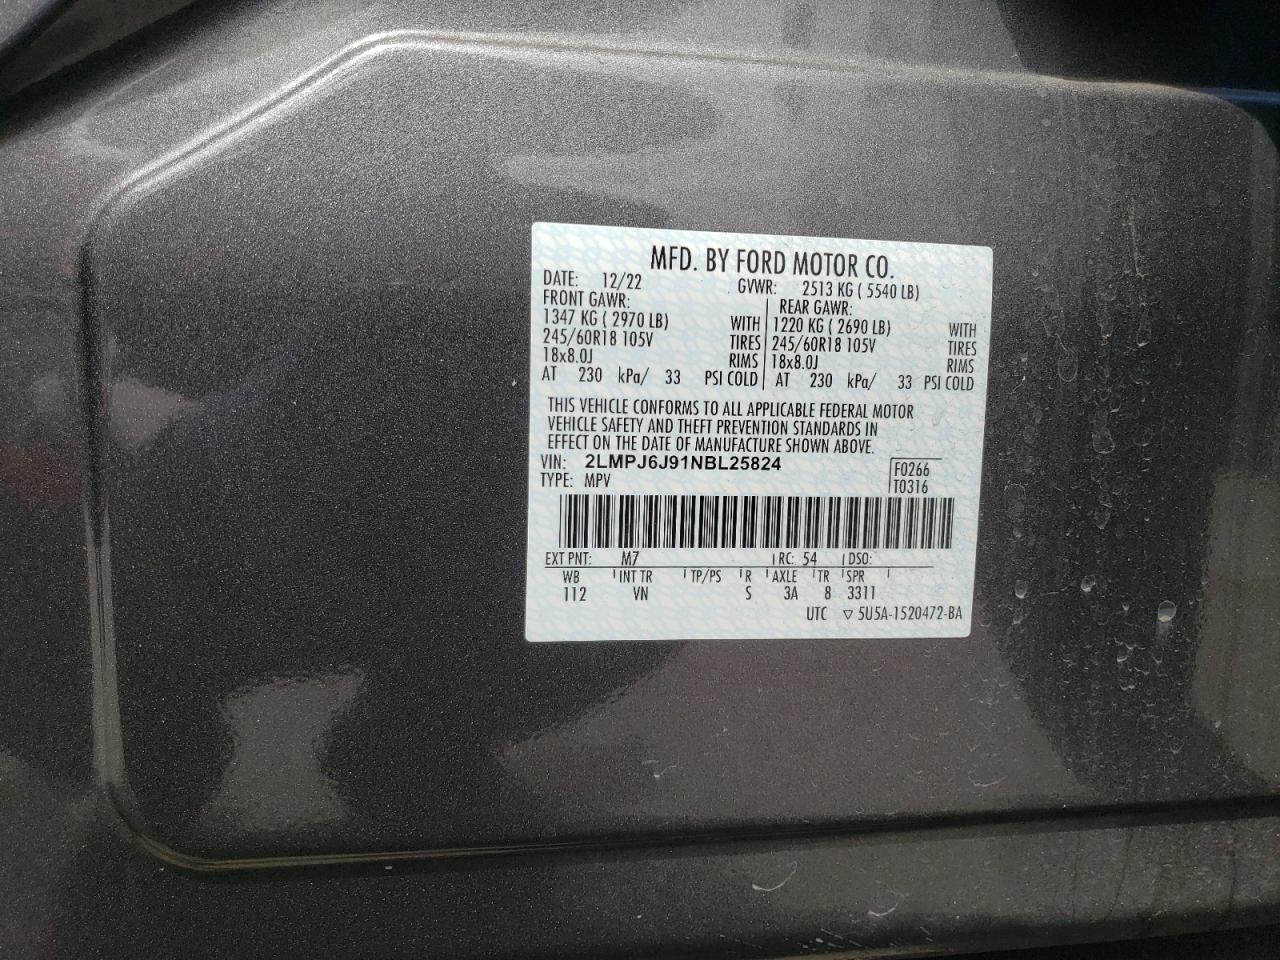 MFD. BY FORD MOTOR CO.
DATE: 12/22 GVWR: 2513 KG ( 5540 LB)
FRONT GAWR: REAR GAWR:
1347 KG ( 2970 LB) WITH 1220 KG ( 2690 LB) WITH
245/60R18 105V TIRES 245/60R18 105V TIRES
18x8.0J RIMS 18x8.0J RIMS
AT 230 kPa/ 33 PSI COLD AT 230 kPa/ 33 PSI COLD
THIS VEHICLE CONFORMS TO ALL APPLICABLE FEDERAL MOTOR
VEHICLE SAFETY AND THEFT PREVENTION STANDARDS IN
EFFECT ON THE DATE OF MANUFACTURE SHOWN ABOVE.
VIN: 2LMPJ6J91NBL25824 F0266
TYPE: MPV T0316
EXT PNT: M7 RC: 54 DSO:
WB INT TR TP/PS R AXLE TR SPR
112 VN S 3A 8 3311
UTC ▽ 5U5A-1520472-BA